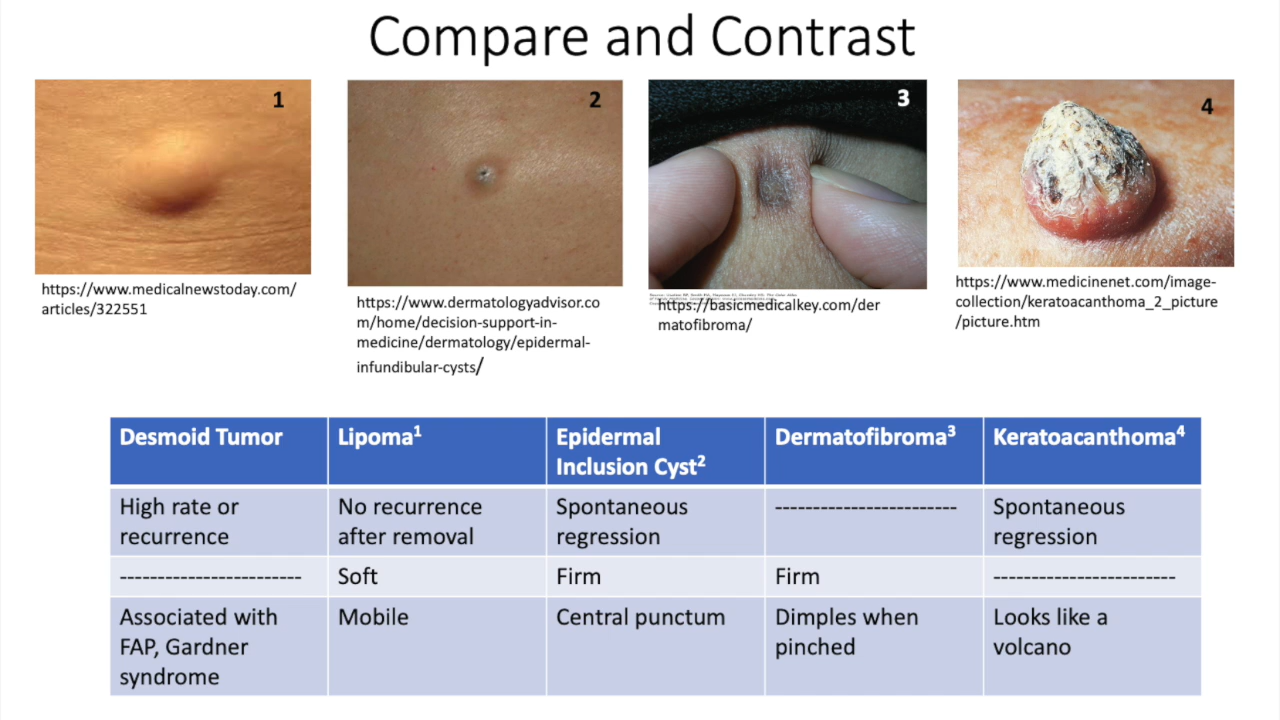 Compare and Contrast
1
2
3
4
https://www.medicalnewstoday.com/
articles/322551
https://www.dermatologyadvisor.co
m/home/decision-support-in-
medicine/dermatology/epidermal-
infundibular-cysts/
https://basicmedicalkey.com/der
matofibroma/
https://www.medicinenet.com/image-
collection/keratoacanthoma_2_picture
/picture.htm
Desmoid Tumor
Lipoma¹
Epidermal
Inclusion Cyst²
Dermatofibroma³
Keratoacanthoma⁴
High rate or
recurrence
No recurrence
after removal
Spontaneous
regression
------------------------
Spontaneous
regression
------------------------
Soft
Firm
Firm
------------------------
Associated with
FAP, Gardner
syndrome
Mobile
Central punctum
Dimples when
pinched
Looks like a
volcano